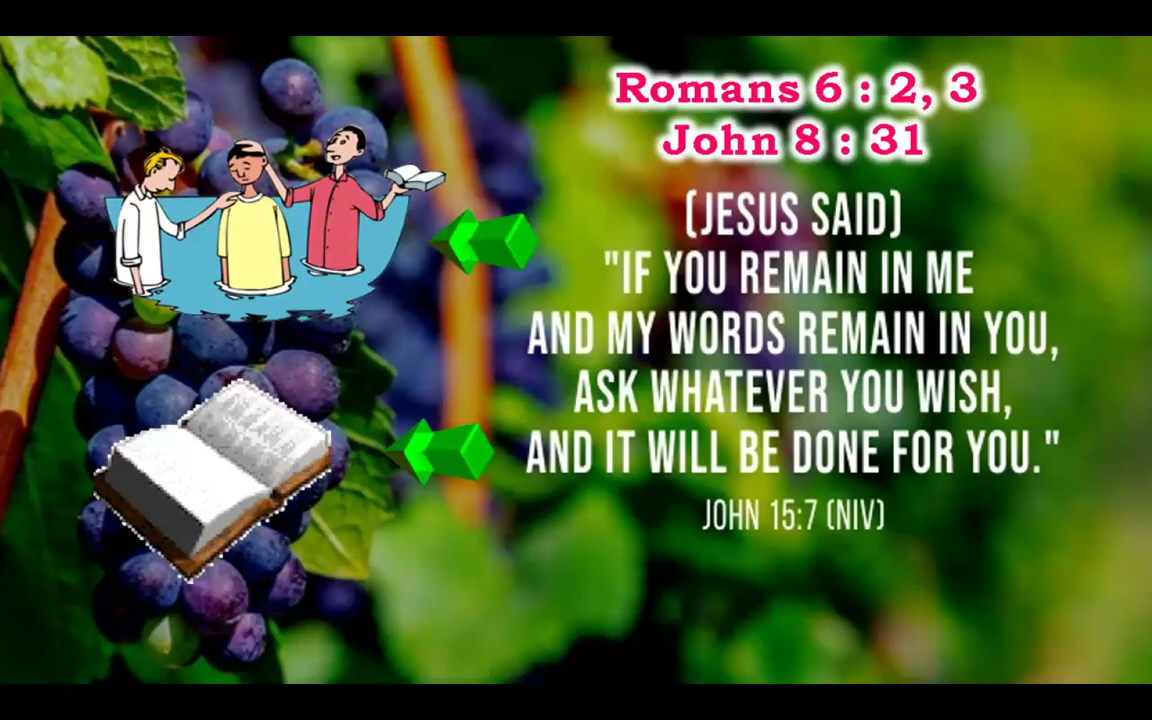 Romans 6 : 2, 3
John 8 : 31
(JESUS SAID)
"IF YOU REMAIN IN ME
AND MY WORDS REMAIN IN YOU,
ASK WHATEVER YOU WISH,
AND IT WILL BE DONE FOR YOU."
JOHN 15:7 (NIV)